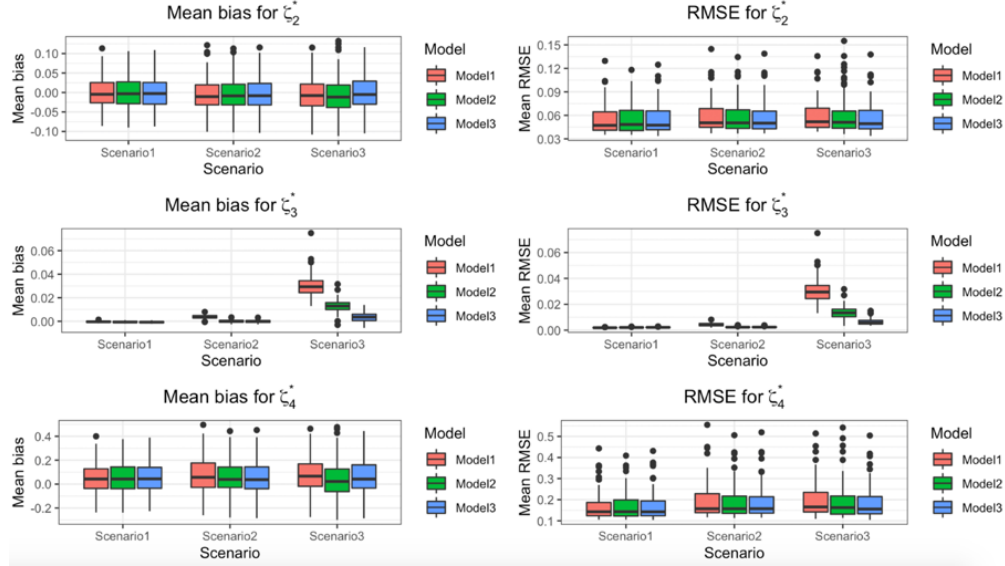 Mean bias for ζ*2
Mean bias
0.10
0.05
0.00
-0.05
-0.10
Scenario1
Scenario2
Scenario3
Scenario
Model
Model1
Model2
Model3
RMSE for ζ*2
Mean RMSE
0.15
0.12
0.09
0.06
0.03
Scenario1
Scenario2
Scenario3
Scenario
Model
Model1
Model2
Model3
Mean bias for ζ*3
Mean bias
0.06
0.04
0.02
0.00
Scenario1
Scenario2
Scenario3
Scenario
Model
Model1
Model2
Model3
RMSE for ζ*3
Mean RMSE
0.06
0.04
0.02
0.00
Scenario1
Scenario2
Scenario3
Scenario
Model
Model1
Model2
Model3
Mean bias for ζ*4
Mean bias
0.4
0.2
0.0
-0.2
Scenario1
Scenario2
Scenario3
Scenario
Model
Model1
Model2
Model3
RMSE for ζ*4
Mean RMSE
0.5
0.4
0.3
0.2
0.1
Scenario1
Scenario2
Scenario3
Scenario
Model
Model1
Model2
Model3